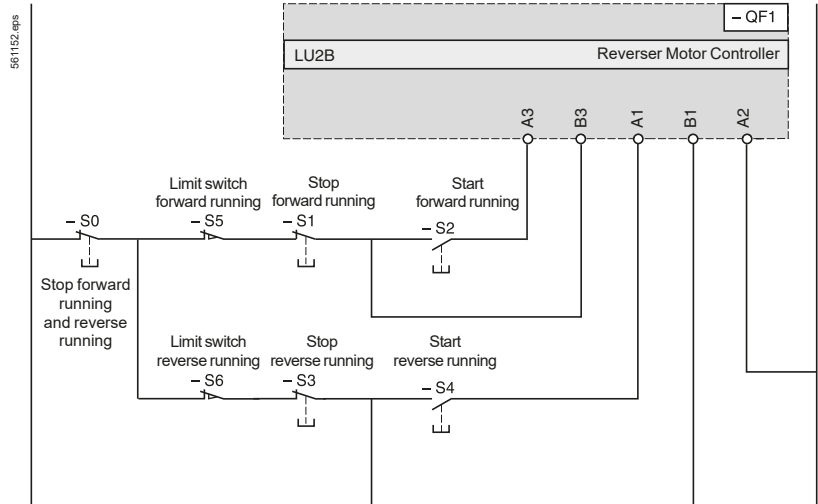 561152.eps
– QF1
LU2B
Reverser Motor Controller
A3
B3
A1
B1
A2
Limit switch
forward running
Stop
forward running
Start
forward running
– S0
– S5
– S1
– S2
Stop forward
running
and reverse
running
Limit switch
reverse running
Stop
reverse running
Start
reverse running
– S6
– S3
– S4